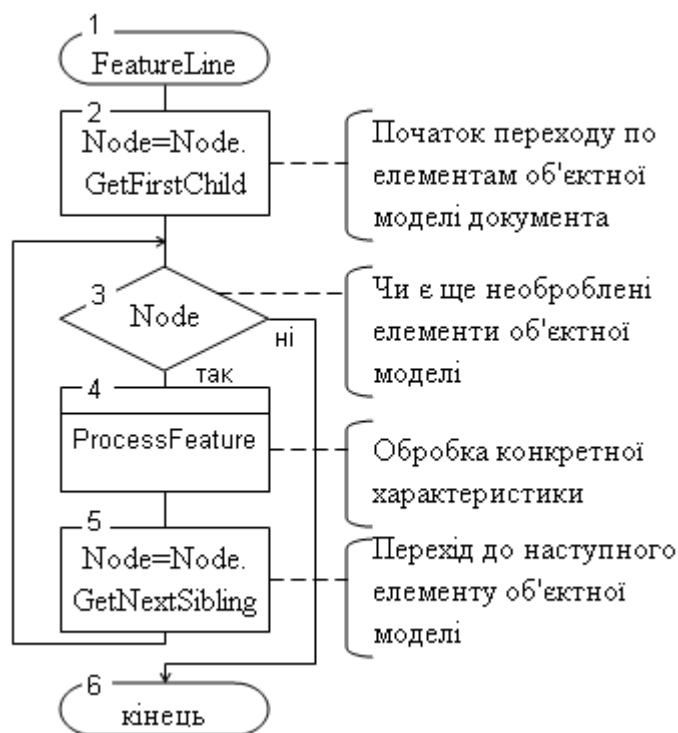 1
FeatureLine
2
Node=Node.
GetFirstChild
Початок переходу по
елементам об'єктної
моделі документа
3
Node
ні
так
Чи є ще необроблені
елементи об'єктної
моделі
4
ProcessFeature
Обробка конкретної
характеристики
5
Node=Node.
GetNextSibling
Перехід до наступного
елементу об'єктної
моделі
6
кінець